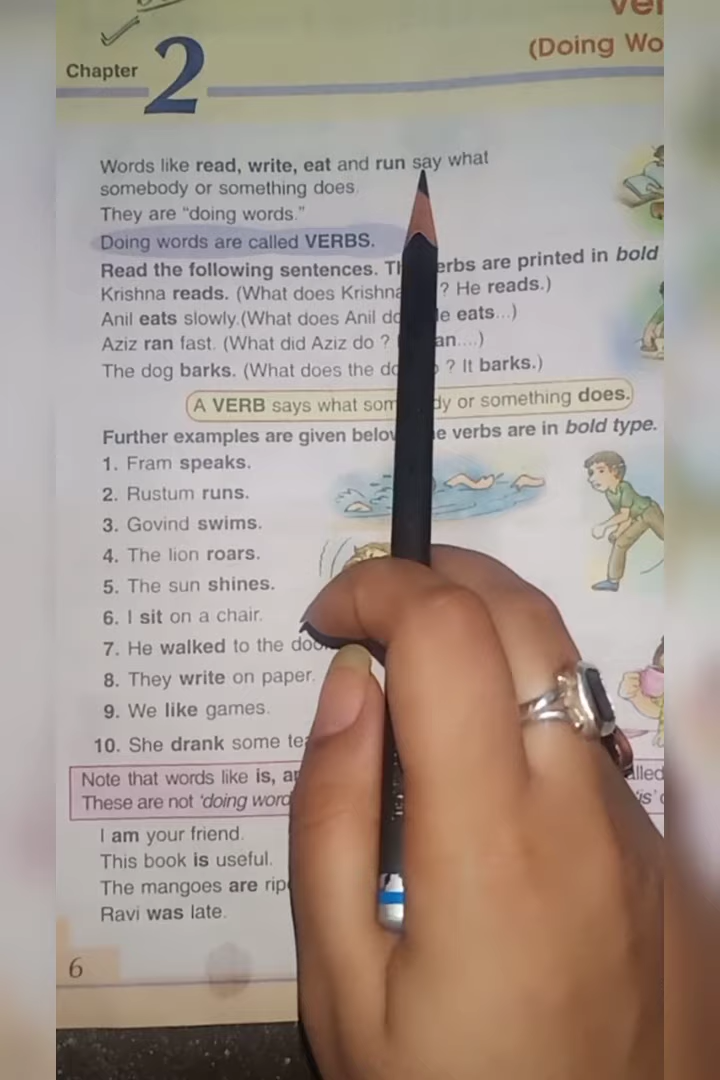 (Doing Wo
Chapter 2
Words like read, write, eat and run say what
somebody or something does.
They are “doing words.”
Doing words are called VERBS.
Read the following sentences. erbs are printed in bold
Krishna reads. (What does Krishna ? He reads.)
Anil eats slowly.(What does Anil do e eats...)
Aziz ran fast. (What did Aziz do ? an....)
The dog barks. (What does the do ? It barks.)
A VERB says what som dy or something does.
Further examples are given below e verbs are in bold type.
1. Fram speaks.
2. Rustum runs.
3. Govind swims.
4. The lion roars.
5. The sun shines.
6. I sit on a chair.
7. He walked to the doo
8. They write on paper.
9. We like games.
10. She drank some te
Note that words like is, a alled
These are not ‘doing word ‘is’
I am your friend.
This book is useful.
The mangoes are rip
Ravi was late.
6